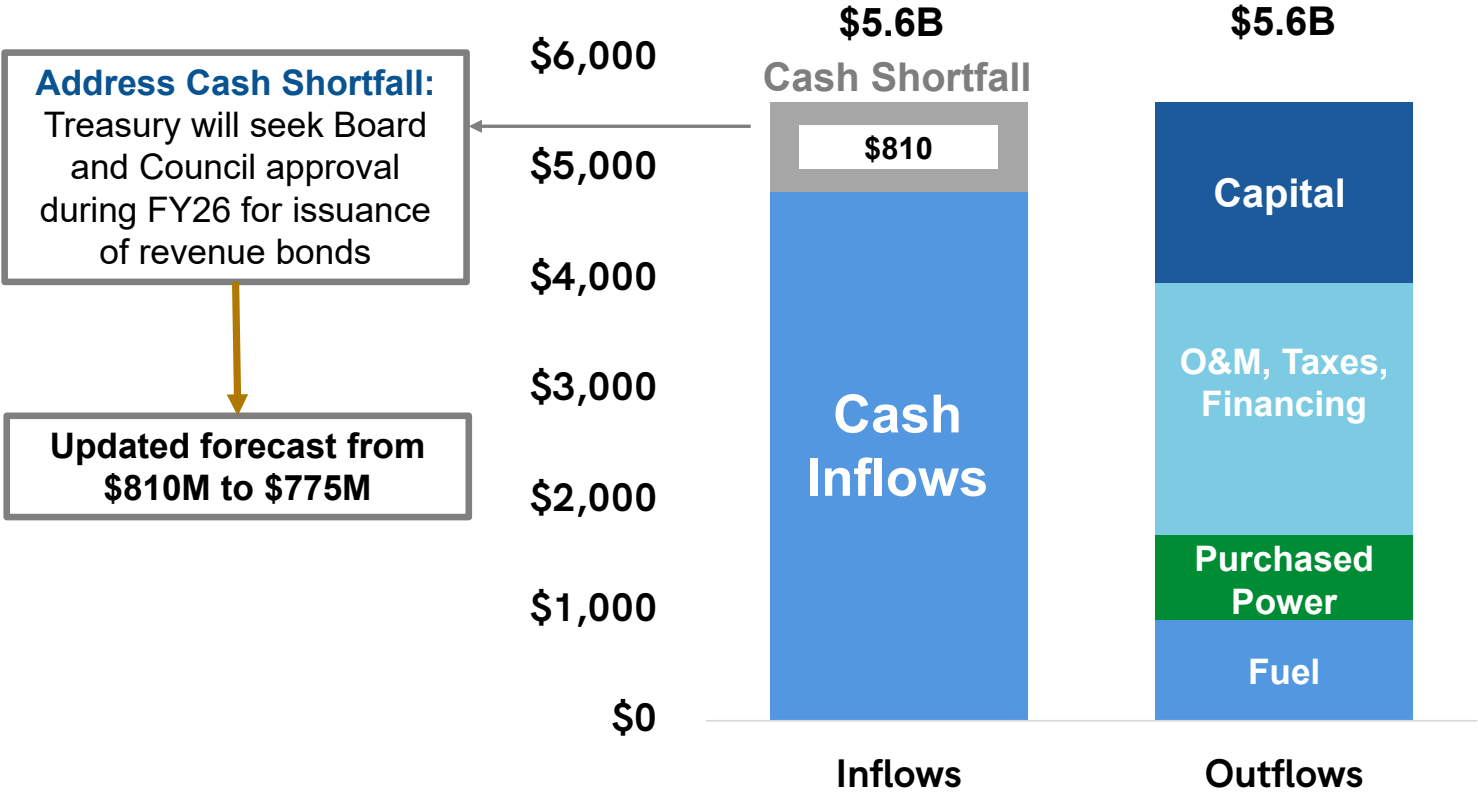 Address Cash Shortfall:
Treasury will seek Board
and Council approval
during FY26 for issuance
of revenue bonds
Updated forecast from
$810M to $775M
$6,000
$5,000
$4,000
$3,000
$2,000
$1,000
$0
$5.6B
Cash Shortfall
$810
Cash
Inflows
Inflows
$5.6B
Capital
O&M, Taxes,
Financing
Purchased
Power
Fuel
Outflows